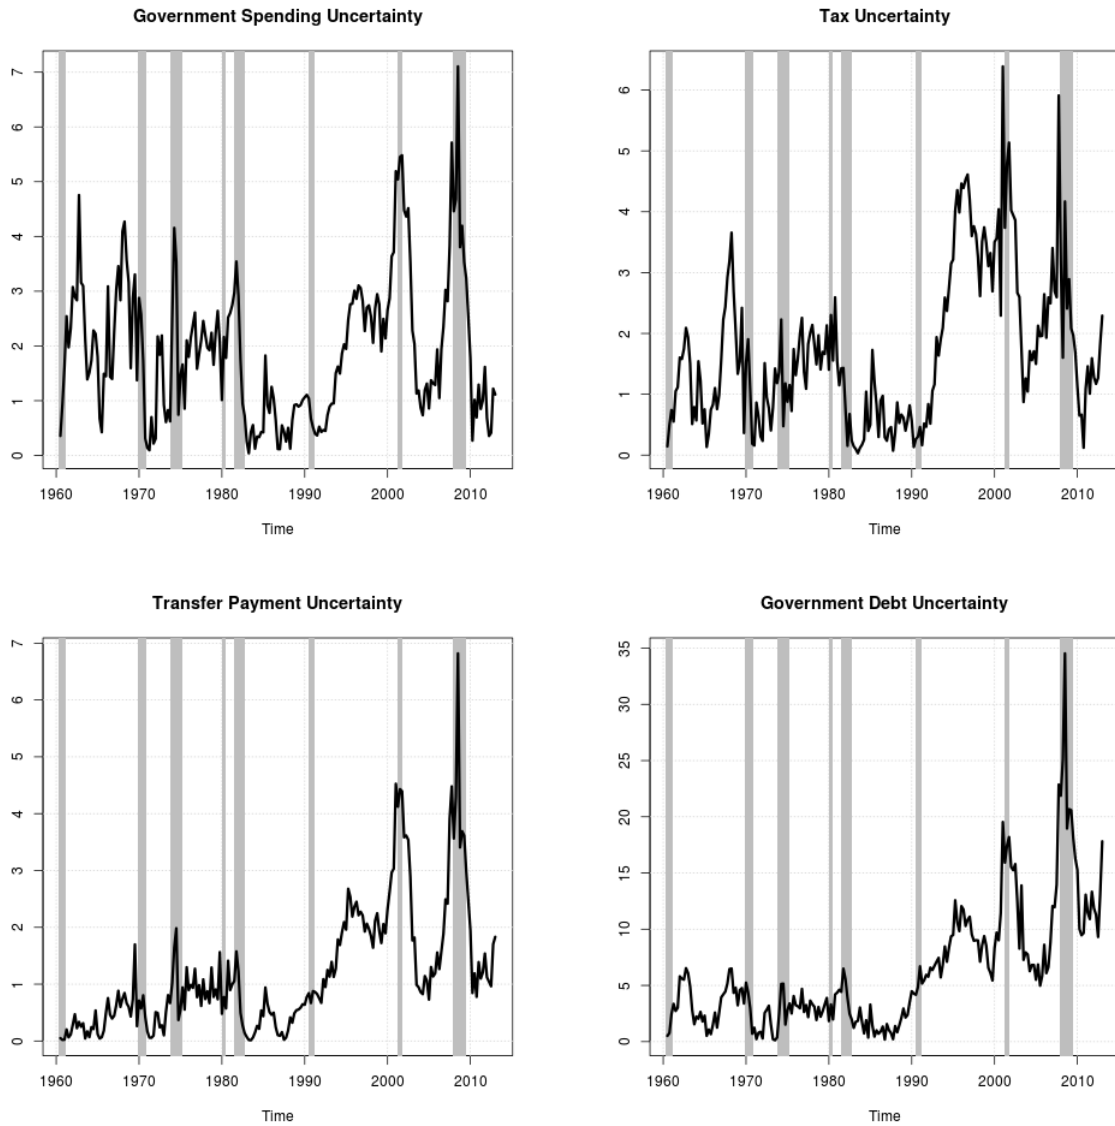 Government Spending Uncertainty
7
6
5
4
3
2
1
0
1960 1970 1980 1990 2000 2010
Time
Tax Uncertainty
6
5
4
3
2
1
0
1960 1970 1980 1990 2000 2010
Time
Transfer Payment Uncertainty
7
6
5
4
3
2
1
0
1960 1970 1980 1990 2000 2010
Time
Government Debt Uncertainty
35
30
25
20
15
10
5
0
1960 1970 1980 1990 2000 2010
Time